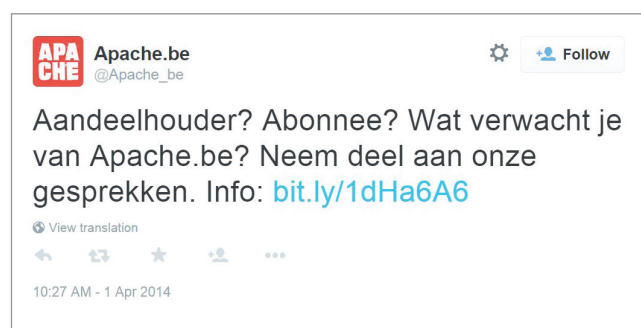 APA
CHE
Apache.be
@Apache_be
Follow
Aandeelhouder? Abonnee? Wat verwacht je
van Apache.be? Neem deel aan onze
gesprekken. Info: bit.ly/1dHa6A6
View translation
10:27 AM - 1 Apr 2014